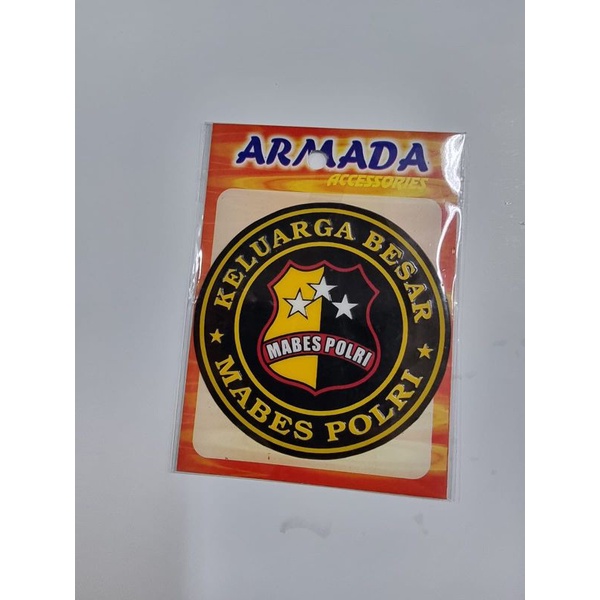 ARMADA
ACCESSORIES
KELUARGA BESAR
MABES POLRI
MABES POLRI